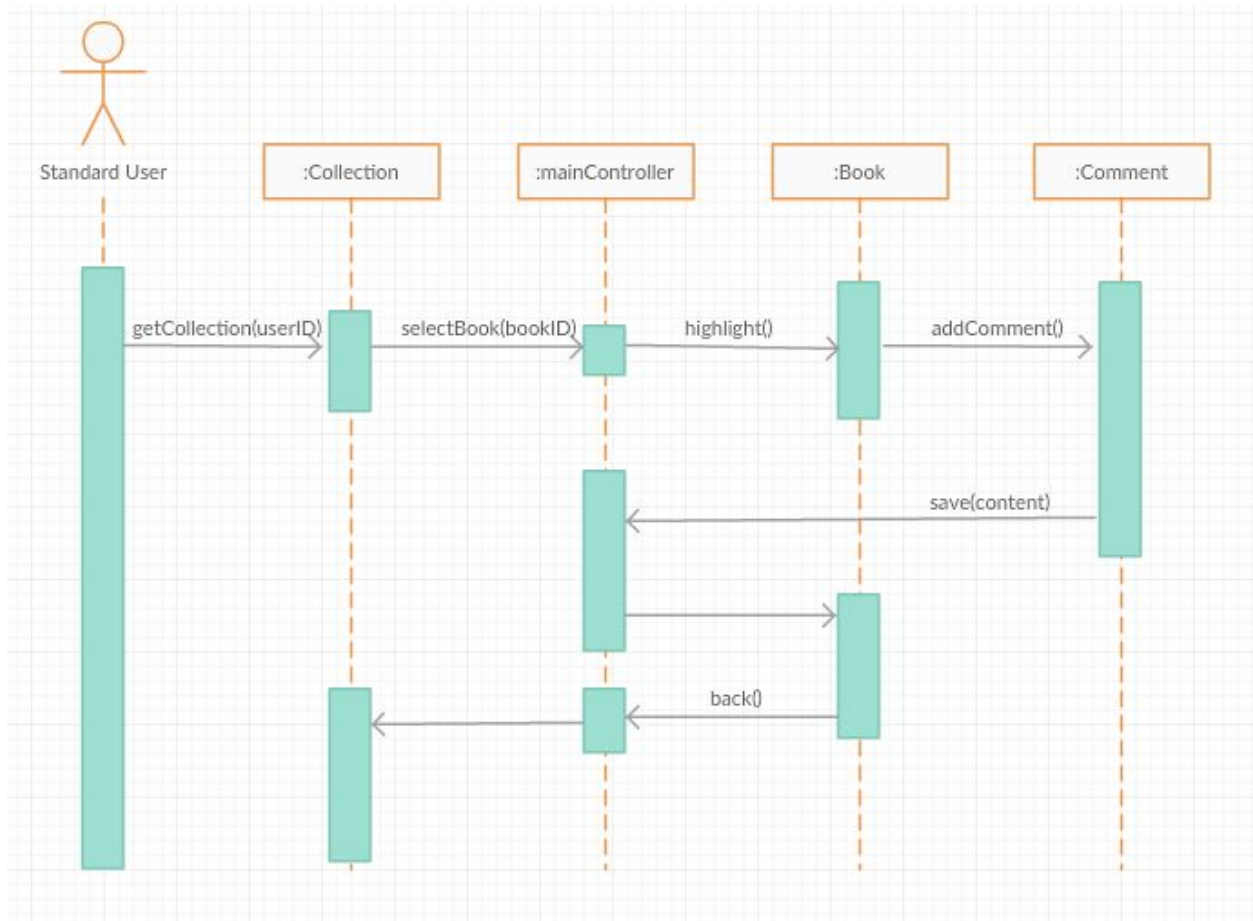 Standard User
:Collection
:mainController
:Book
:Comment
getCollection(userID)
selectBook(bookID)
highlight()
addComment()
save(content)
back()